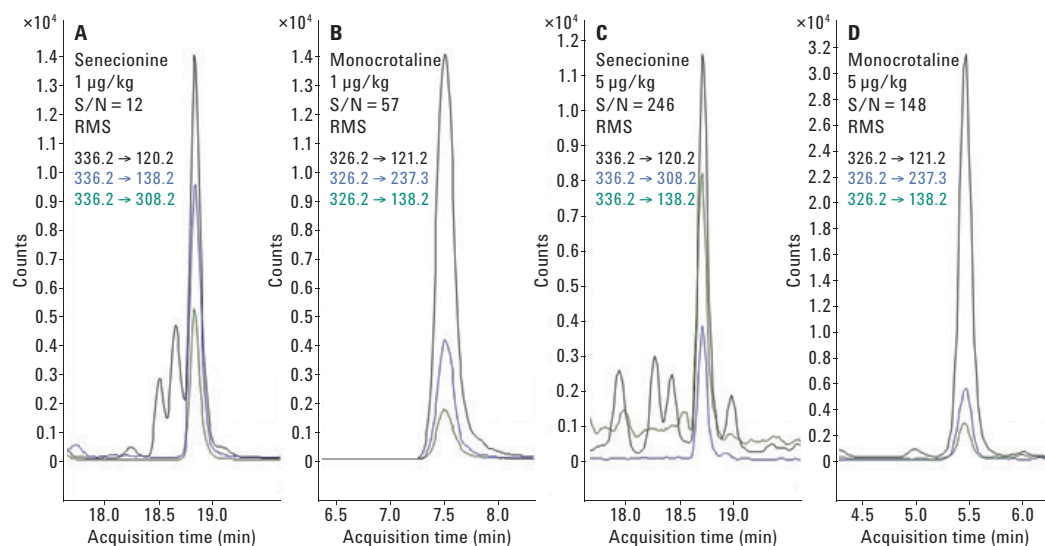 ×10⁴
A
Senecionine
1 µg/kg
S/N = 12
RMS
336.2 → 120.2
336.2 → 138.2
336.2 → 308.2
1.4
1.3
1.2
1.1
1.0
0.9
0.8
0.7
0.6
0.5
0.4
0.3
0.2
0.1
0
Counts
18.0 18.5 19.0
Acquisition time (min)
×10⁴
B
Monocrotaline
1 µg/kg
S/N = 57
RMS
326.2 → 121.2
326.2 → 237.3
326.2 → 138.2
1.4
1.3
1.2
1.1
1.0
0.9
0.8
0.7
0.6
0.5
0.4
0.3
0.2
0.1
0
Counts
6.5 7.0 7.5 8.0
Acquisition time (min)
×10⁴
C
Senecionine
5 µg/kg
S/N = 246
RMS
336.2 → 120.2
336.2 → 308.2
336.2 → 138.2
1.2
1.1
1.0
0.9
0.8
0.7
0.6
0.5
0.4
0.3
0.2
0.1
0
Counts
18.0 18.5 19.0
Acquisition time (min)
×10⁴
D
Monocrotaline
5 µg/kg
S/N = 148
RMS
326.2 → 121.2
326.2 → 237.3
326.2 → 138.2
3.2
3.0
2.8
2.6
2.4
2.2
2.0
1.8
1.6
1.4
1.2
1.0
0.8
0.6
0.4
0.2
0
Counts
4.5 5.0 5.5 6.0
Acquisition time (min)